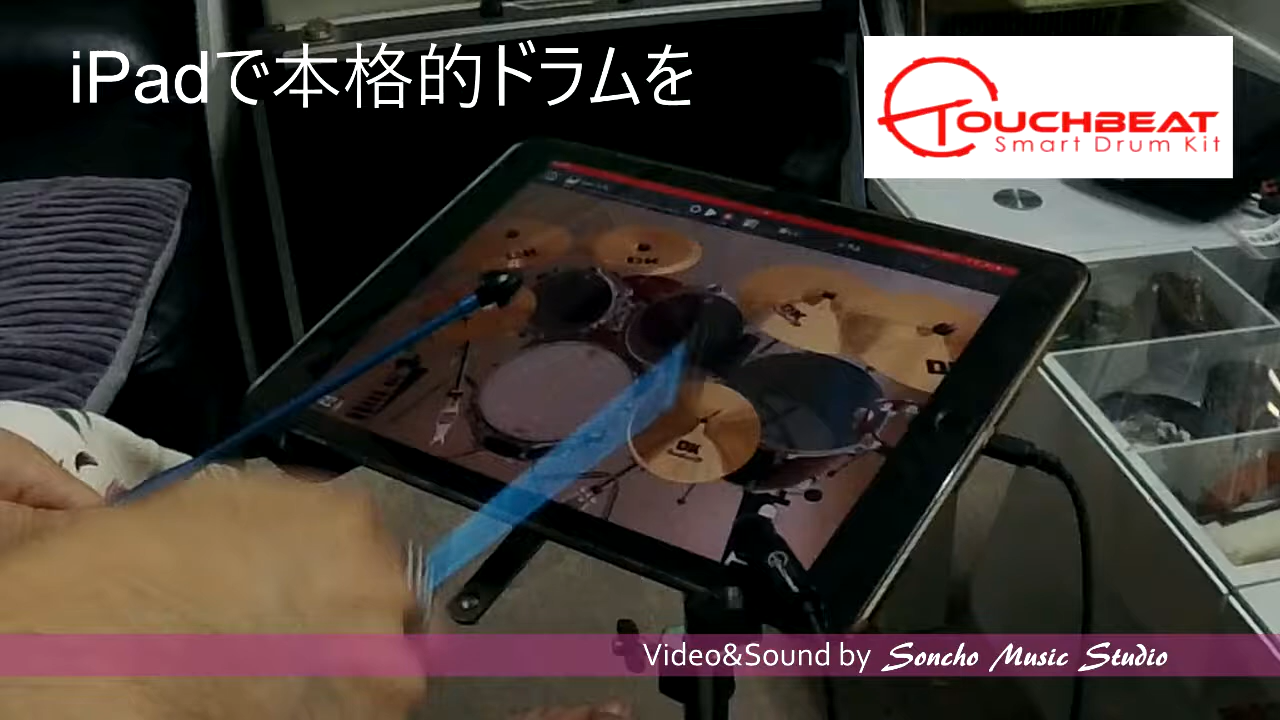 iPadで本格的ドラムを
TOUCHBEAT
Smart Drum Kit
Video&Sound by Soncho Music Studio